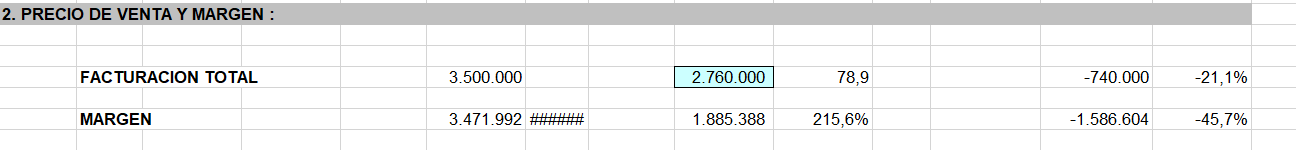 2. PRECIO DE VENTA Y MARGEN :
FACTURACION TOTAL 3.500.000 2.760.000 78,9 -740.000 -21,1%
MARGEN 3.471.992 ###### 1.885.388 215,6% -1.586.604 -45,7%